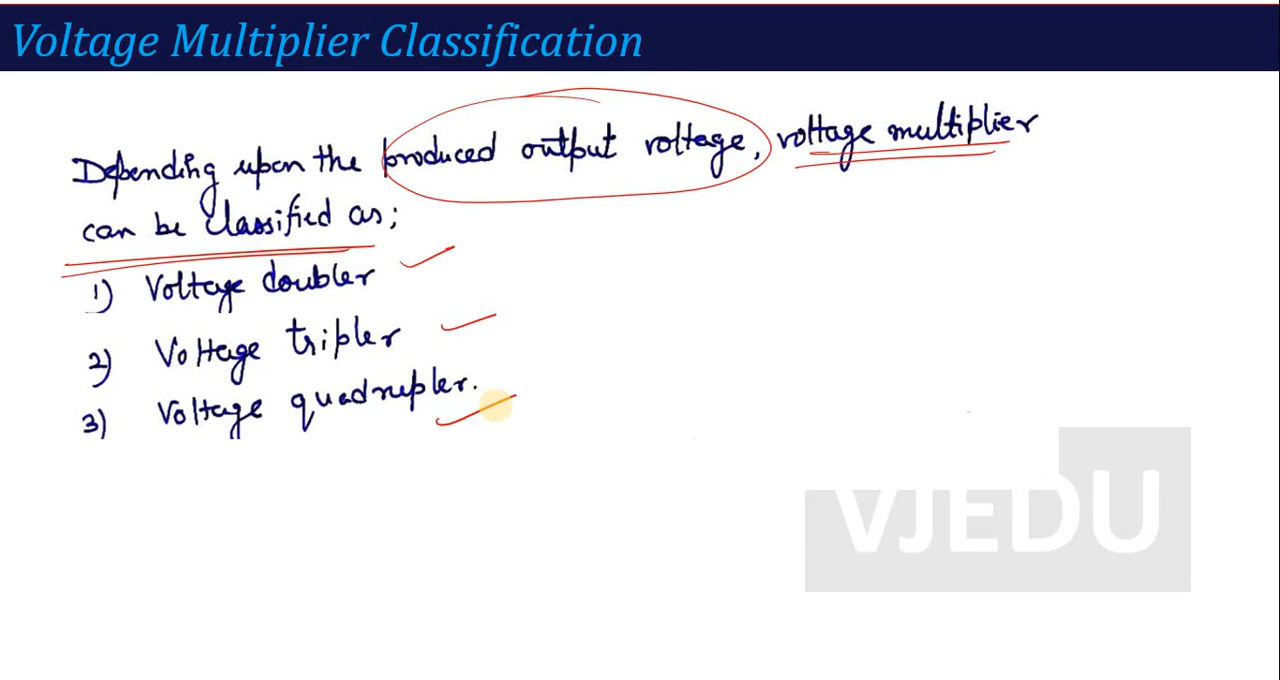 Voltage Multiplier Classification
Depending upon the produced output voltage, voltage multiplier
can be classified as;
1) Voltage doubler
2) Voltage tripler
3) Voltage quadrupler.
VJEDU